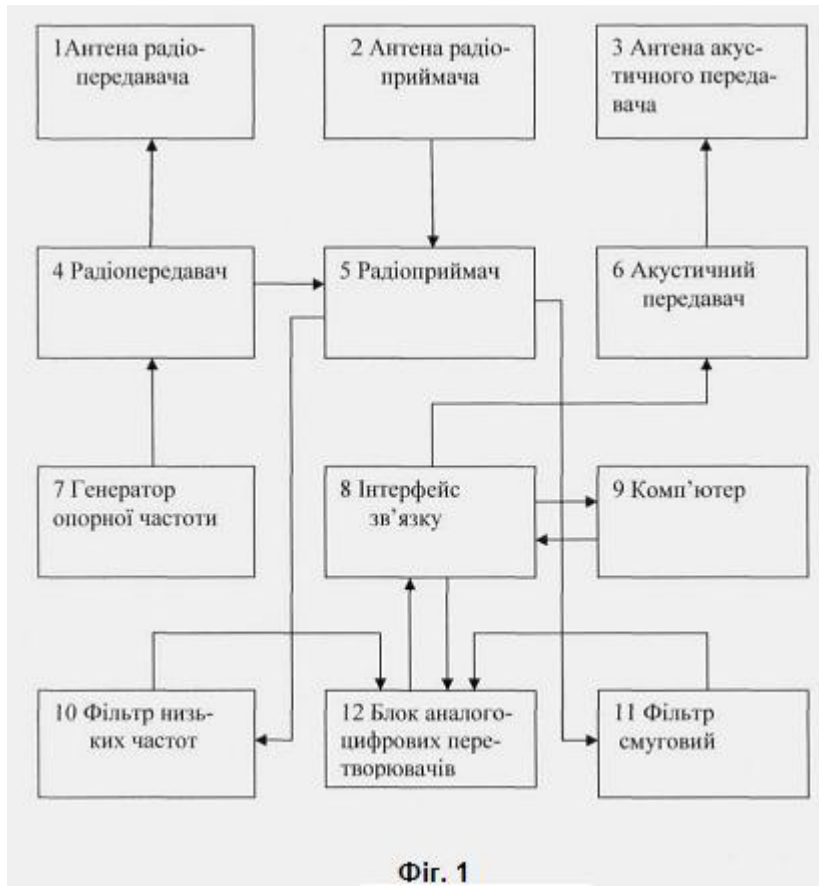 1Антена радіо-
передавача
2 Антена радіо-
приймача
3 Антена акус-
тичного переда-
вача
4 Радіопередавач
5 Радіоприймач
6 Акустичний
передавач
7 Генератор
опорної частоти
8 Інтерфейс
зв’язку
9 Комп’ютер
10 Фільтр низь-
ких частот
12 Блок аналого-
цифрових пере-
творювачів
11 Фільтр
смуговий
Фіг. 1